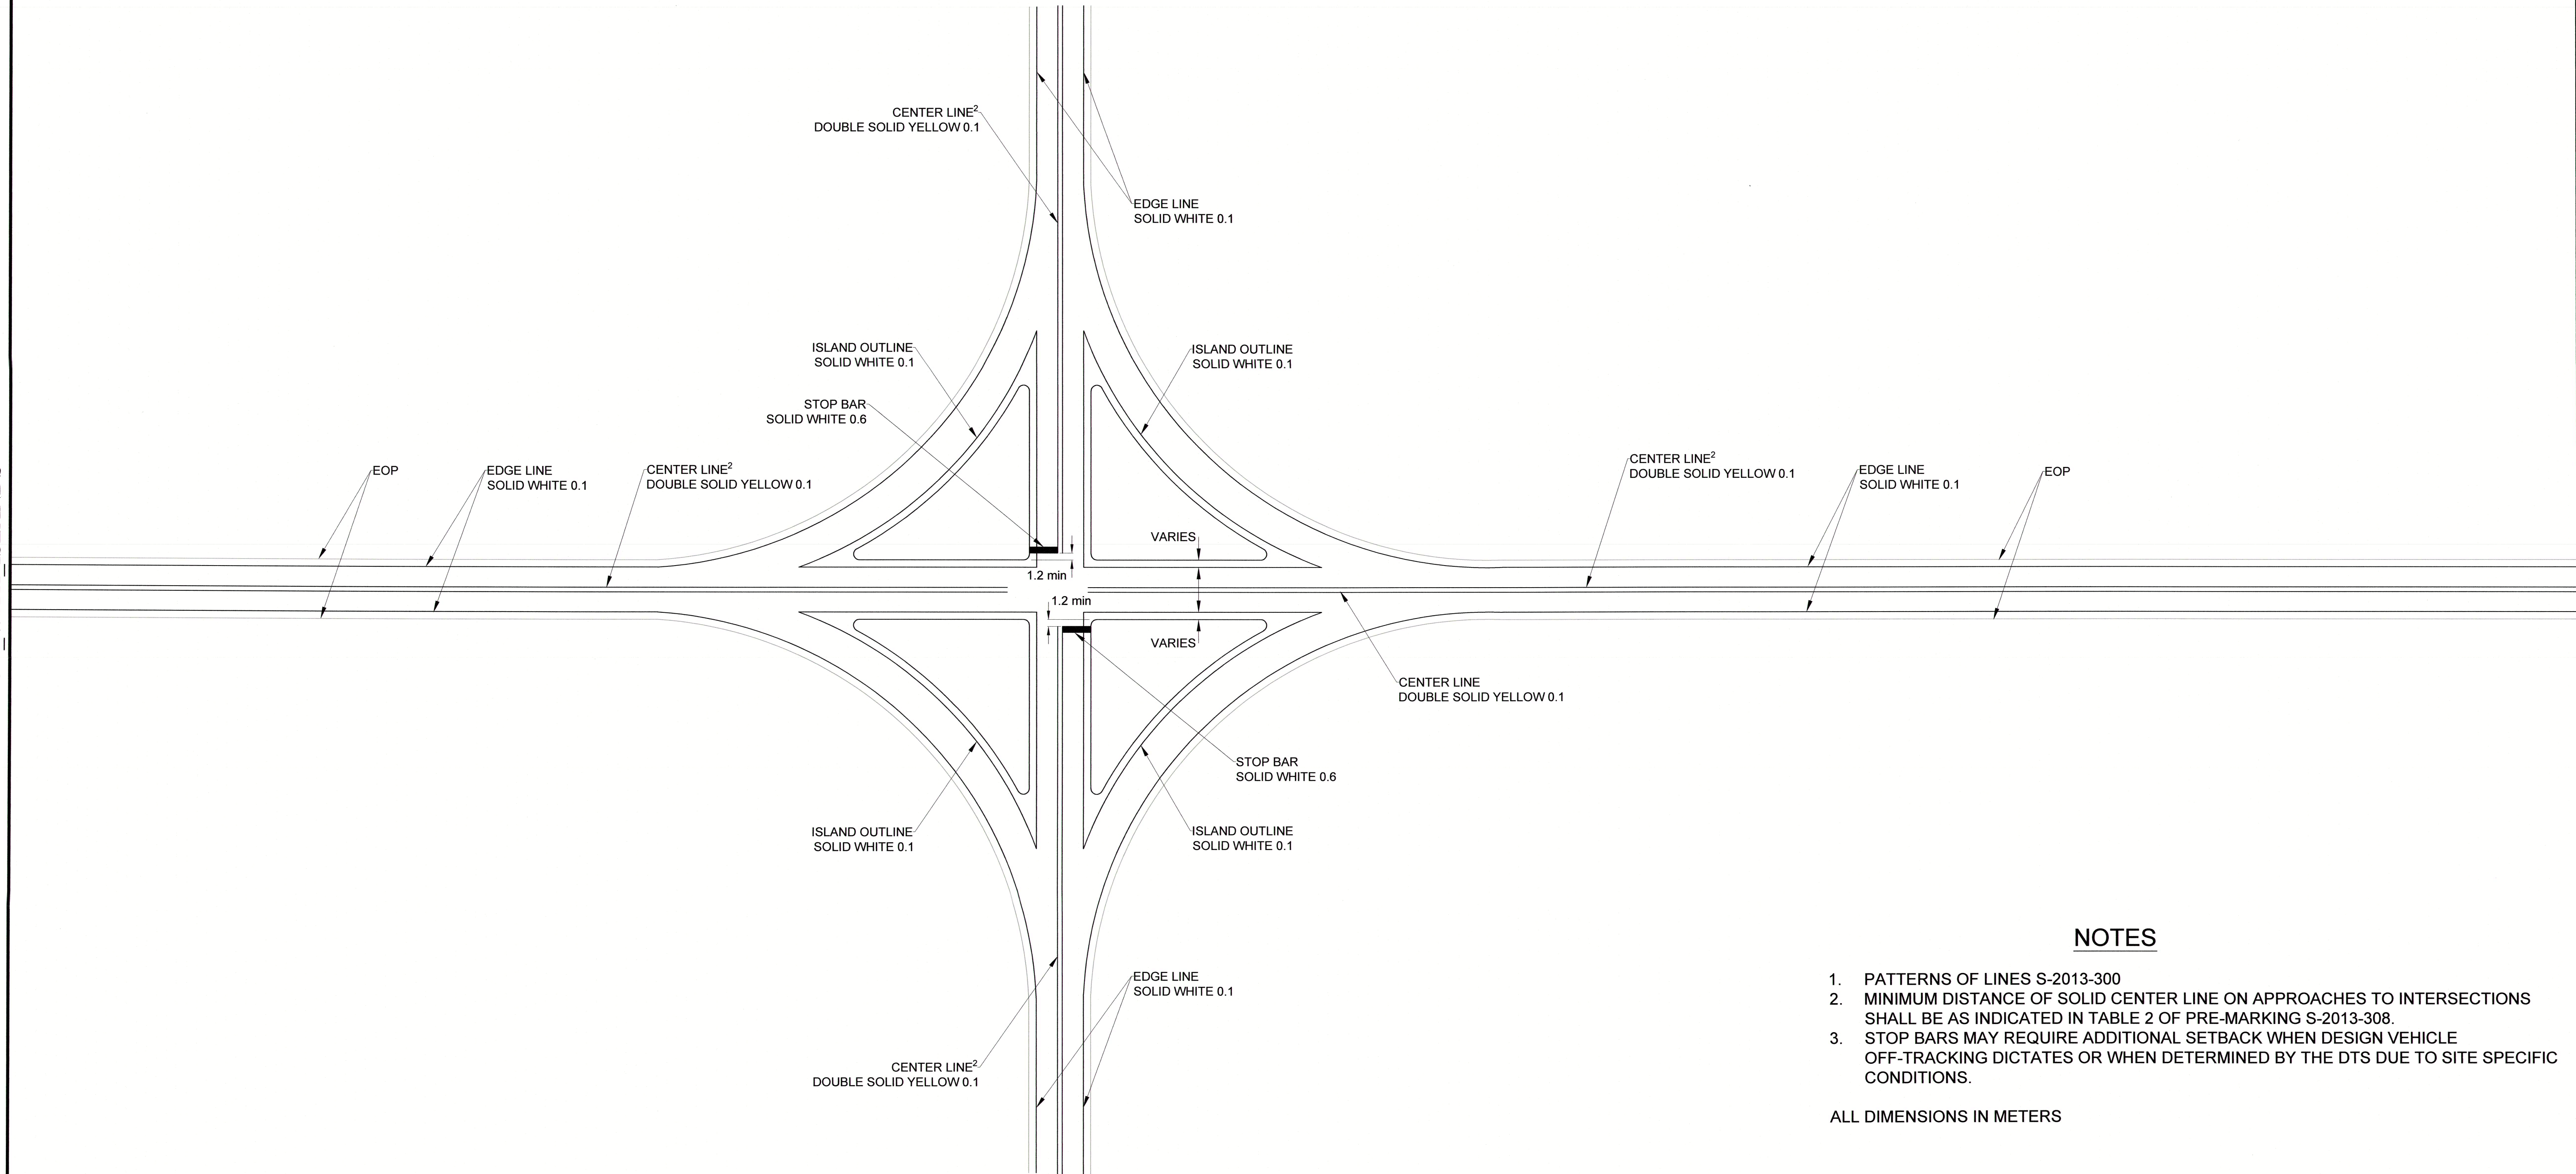 CENTER LINE²
DOUBLE SOLID YELLOW 0.1
EDGE LINE
SOLID WHITE 0.1
ISLAND OUTLINE
SOLID WHITE 0.1
ISLAND OUTLINE
SOLID WHITE 0.1
STOP BAR
SOLID WHITE 0.6
EOP
EDGE LINE
SOLID WHITE 0.1
CENTER LINE²
DOUBLE SOLID YELLOW 0.1
CENTER LINE²
DOUBLE SOLID YELLOW 0.1
EDGE LINE
SOLID WHITE 0.1
EOP
VARIES
1.2 min
1.2 min
VARIES
CENTER LINE
DOUBLE SOLID YELLOW 0.1
STOP BAR
SOLID WHITE 0.6
ISLAND OUTLINE
SOLID WHITE 0.1
ISLAND OUTLINE
SOLID WHITE 0.1
EDGE LINE
SOLID WHITE 0.1
CENTER LINE²
DOUBLE SOLID YELLOW 0.1
NOTES
1. PATTERNS OF LINES S-2013-300
2. MINIMUM DISTANCE OF SOLID CENTER LINE ON APPROACHES TO INTERSECTIONS
SHALL BE AS INDICATED IN TABLE 2 OF PRE-MARKING S-2013-308.
3. STOP BARS MAY REQUIRE ADDITIONAL SETBACK WHEN DESIGN VEHICLE
OFF-TRACKING DICTATES OR WHEN DETERMINED BY THE DTS DUE TO SITE SPECIFIC
CONDITIONS.
ALL DIMENSIONS IN METERS